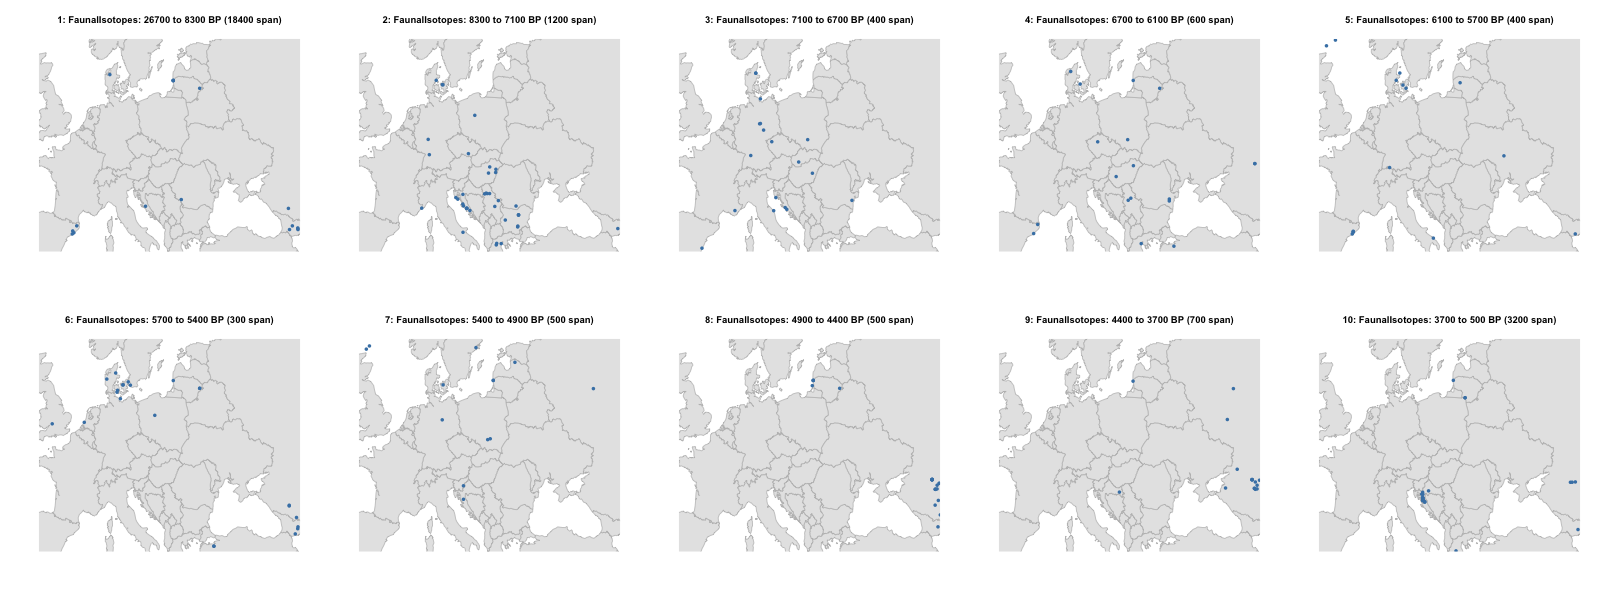 1: FaunalIsotopes: 26700 to 8300 BP (18400 span)
2: FaunalIsotopes: 8300 to 7100 BP (1200 span)
3: FaunalIsotopes: 7100 to 6700 BP (400 span)
4: FaunalIsotopes: 6700 to 6100 BP (600 span)
5: FaunalIsotopes: 6100 to 5700 BP (400 span)
6: FaunalIsotopes: 5700 to 5400 BP (300 span)
7: FaunalIsotopes: 5400 to 4900 BP (500 span)
8: FaunalIsotopes: 4900 to 4400 BP (500 span)
9: FaunalIsotopes: 4400 to 3700 BP (700 span)
10: FaunalIsotopes: 3700 to 500 BP (3200 span)